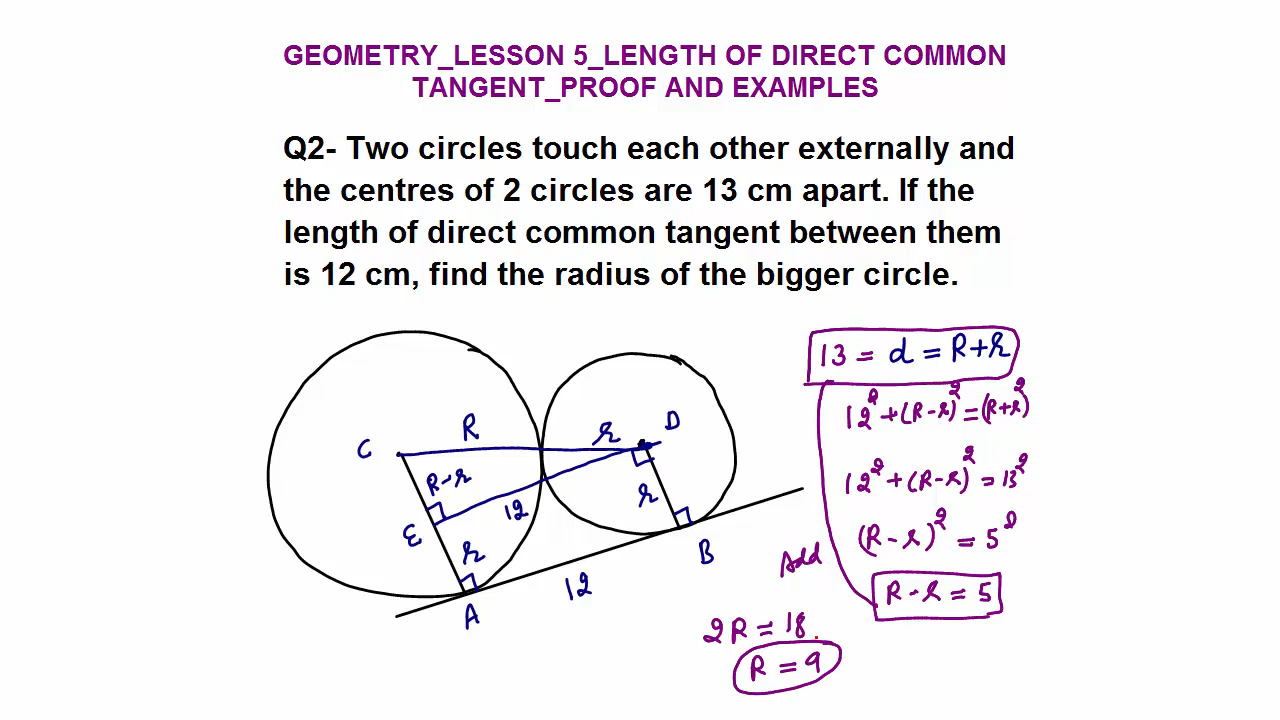 GEOMETRY_LESSON 5_LENGTH OF DIRECT COMMON
TANGENT_PROOF AND EXAMPLES
Q2- Two circles touch each other externally and
the centres of 2 circles are 13 cm apart. If the
length of direct common tangent between them
is 12 cm, find the radius of the bigger circle.
C
R
r
D
R-r
12
r
E
r
B
12
A
13 = d = R+r
12² + (R-r)² = (R+r)²
12² + (R-r)² = 13²
(R-r)² = 5²
Add
R-r = 5
2R = 18
R = 9